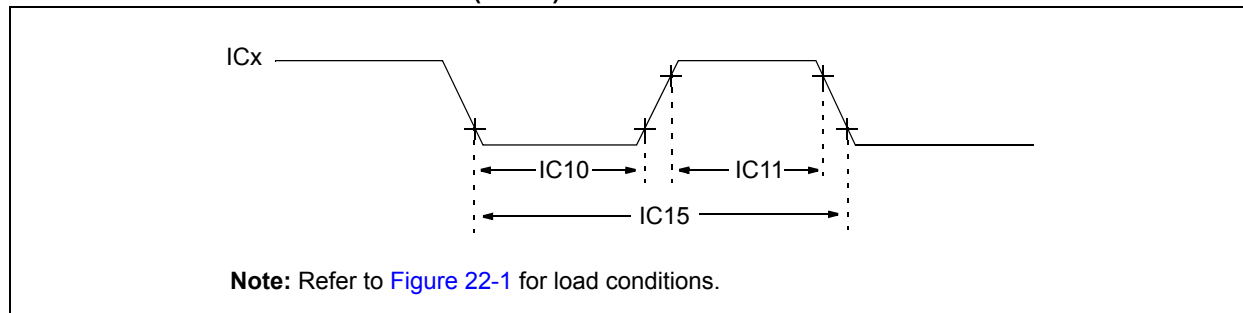 ICx
IC10
IC11
IC15
Note: Refer to Figure 22-1 for load conditions.